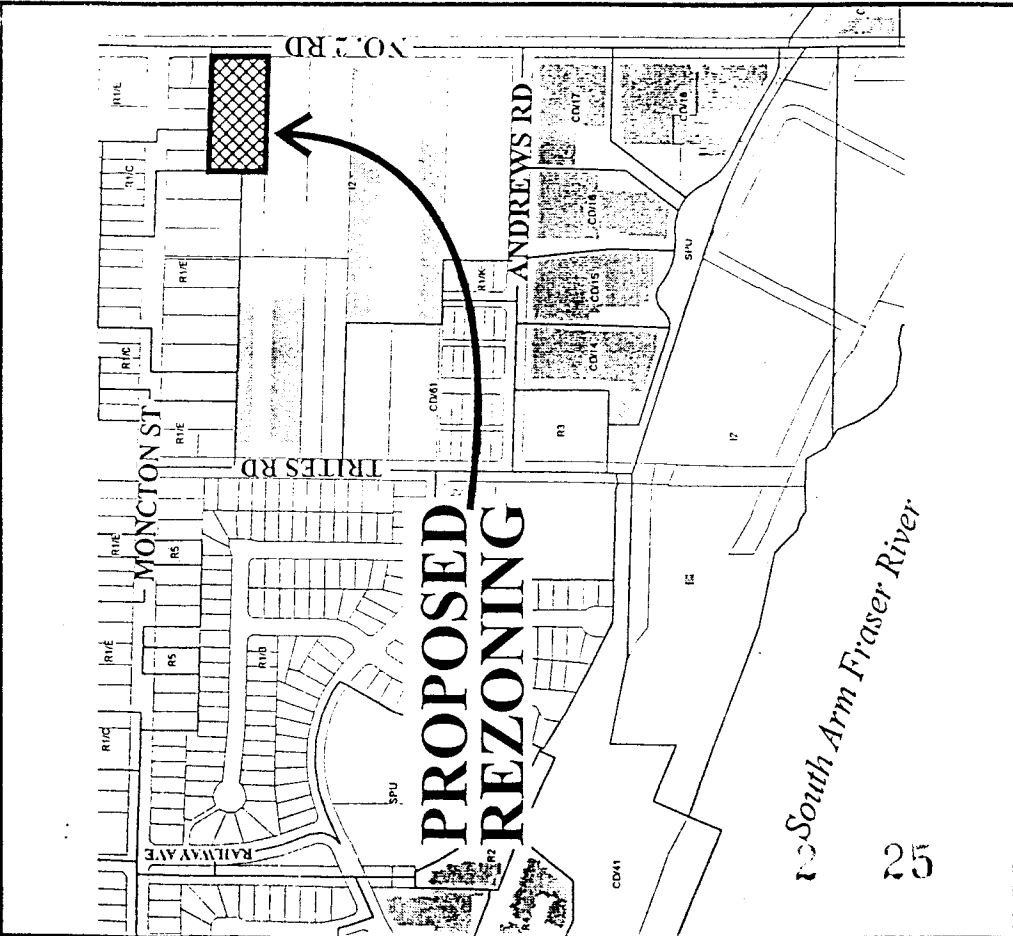 NO. 2 RD
C
R1/E
R1/C
R1/E
R1/C
R1/E
MONCTON ST
R1/E
R5
R1/E
R5
R1/C
I2
ANDREWS RD
CD/17
CD/18
CD/16
SPU
CD/15
CD/14
R1/K
CD/61
R3
I2
TRITES RD
R1/D
SPU
RAILWAY AVE
PROPOSED
REZONING
R2
R4
CD/41
South Arm Fraser River
25